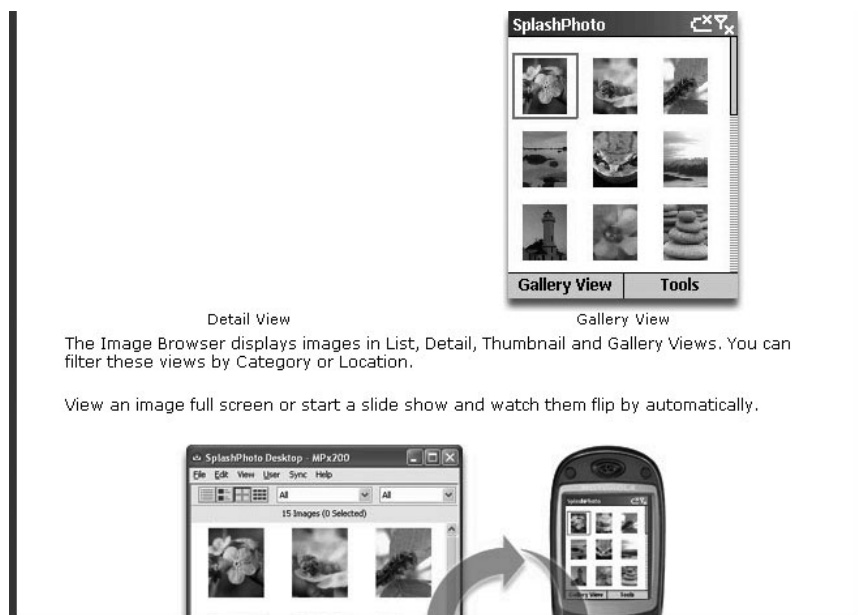 SplashPhoto
Gallery View Tools
Detail View Gallery View
The Image Browser displays images in List, Detail, Thumbnail and Gallery Views. You can
filter these views by Category or Location.
View an image full screen or start a slide show and watch them flip by automatically.
SplashPhoto Desktop - MPx200
File Edit View User Sync Help
All All
15 Images (0 Selected)
MOTOROLA
SplashPhoto
Gallery View Tools